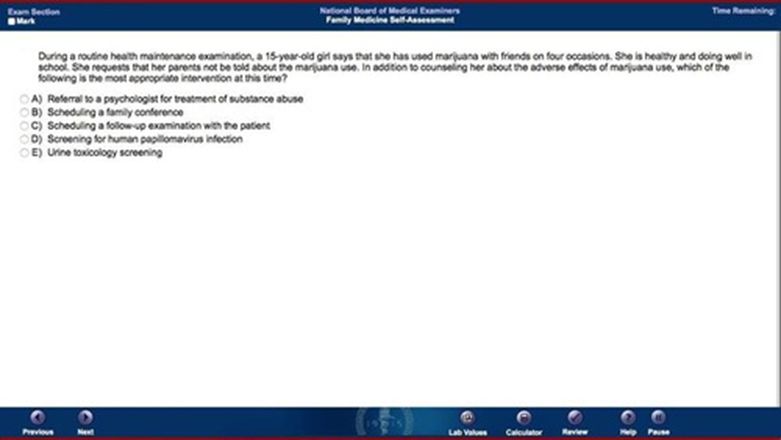 Exam Section
Mark
National Board of Medical Examiners
Family Medicine Self-Assessment
Time Remaining:
During a routine health maintenance examination, a 15-year-old girl says that she has used marijuana with friends on four occasions. She is healthy and doing well in
school. She requests that her parents not be told about the marijuana use. In addition to counseling her about the adverse effects of marijuana use, which of the
following is the most appropriate intervention at this time?
A) Referral to a psychologist for treatment of substance abuse
B) Scheduling a family conference
C) Scheduling a follow-up examination with the patient
D) Screening for human papillomavirus infection
E) Urine toxicology screening
Previous Next Lab Values Calculator Review Help Pause